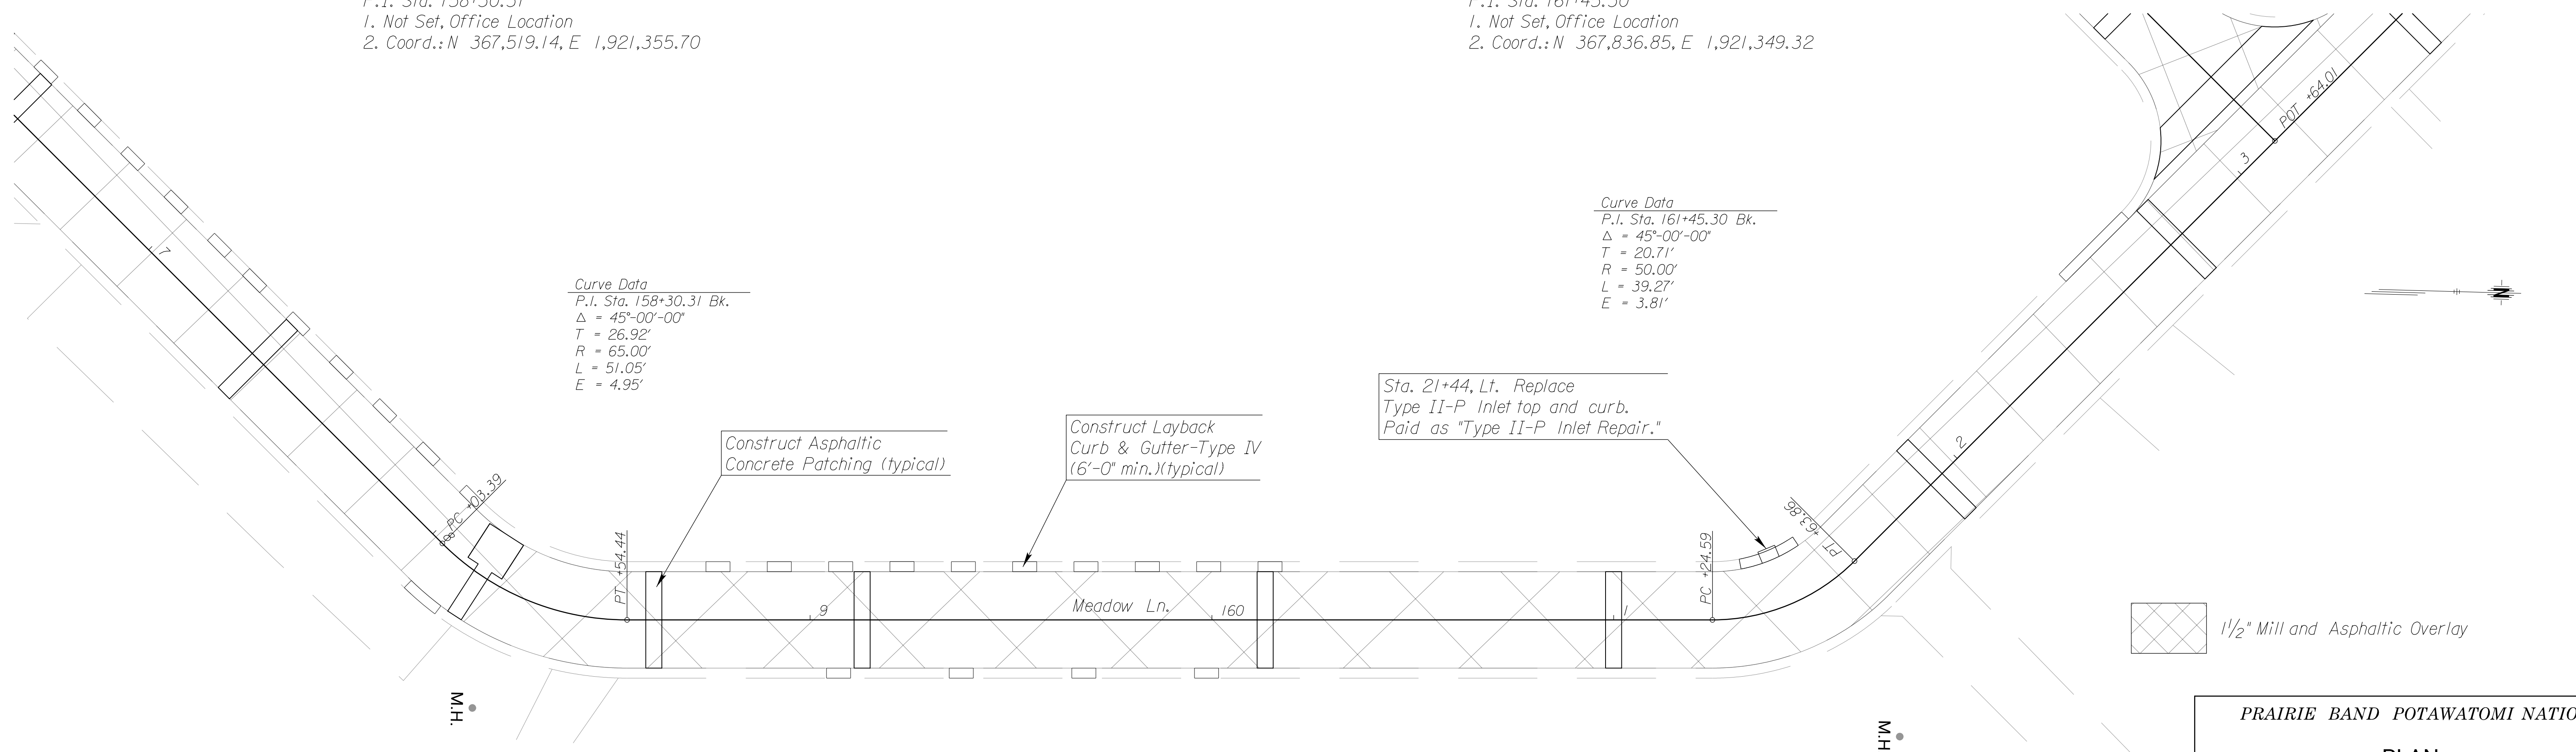 1. Not Set, Office Location
2. Coord.: N 367,519.14, E 1,921,355.70
1. Not Set, Office Location
2. Coord.: N 367,836.85, E 1,921,349.32
POT +64.01
3
Curve Data
P.I. Sta. 161+45.30 Bk.
Δ = 45°-00'-00"
T = 20.71'
R = 50.00'
L = 39.27'
E = 3.81'
7
Curve Data
P.I. Sta. 158+30.31 Bk.
Δ = 45°-00'-00"
T = 26.92'
R = 65.00'
L = 51.05'
E = 4.95'
N
Sta. 21+44, Lt. Replace
Type II-P Inlet top and curb.
Paid as "Type II-P Inlet Repair."
Construct Layback
Curb & Gutter-Type IV
(6'-0" min.)(typical)
Construct Asphaltic
Concrete Patching (typical)
2
PC +03.39
8
PT +63.86
PT +54.44
PC +24.59
Meadow Ln.
9
160
1
1 1/2" Mill and Asphaltic Overlay
M.H.
M.H
PRAIRIE BAND POTAWATOMI NATIO